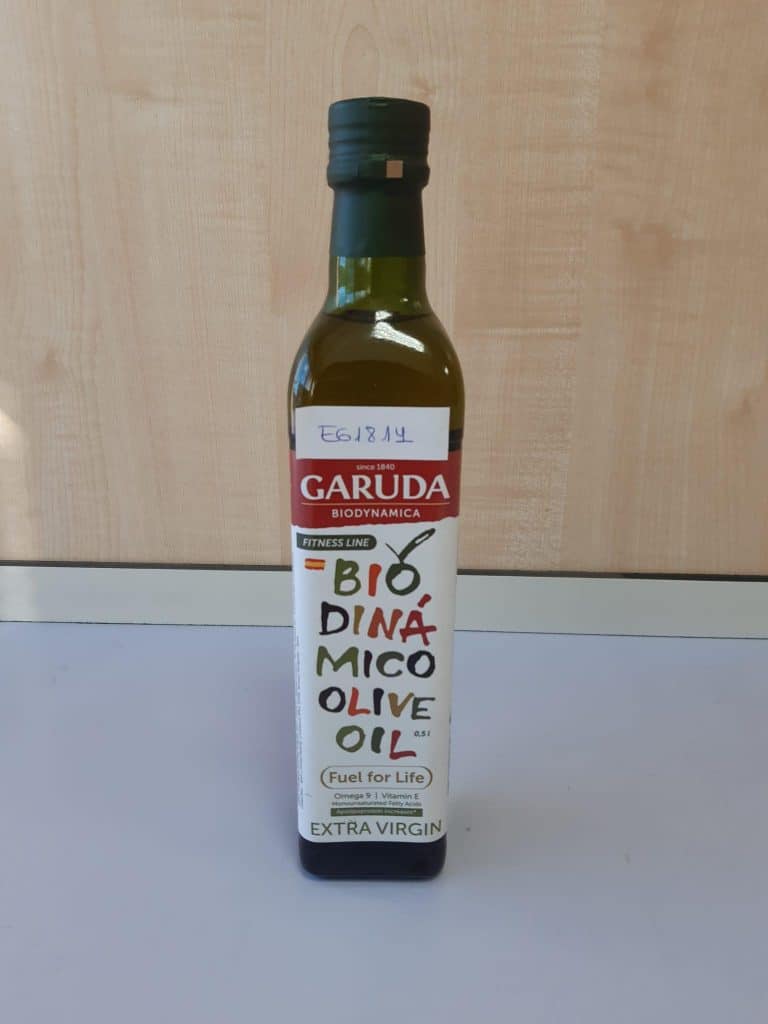 E61814
since 1840
GARUDA
BIODYNAMICA
FITNESS LINE
BIO
DINÁ
MICO
OLIVE
OIL
0,5 l
Fuel for Life
Omega 9 | Vitamin E
Monounsaturated Fatty Acids
EXTRA VIRGIN